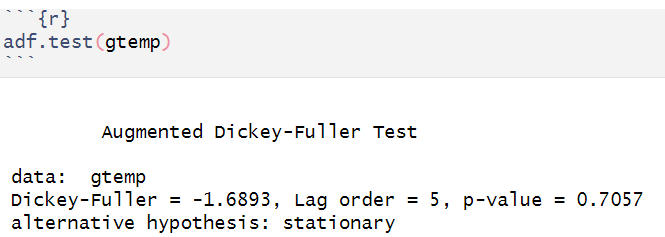 ```{r}
adf.test(gtemp)
```
Augmented Dickey-Fuller Test
data:  gtemp
Dickey-Fuller = -1.6893, Lag order = 5, p-value = 0.7057
alternative hypothesis: stationary